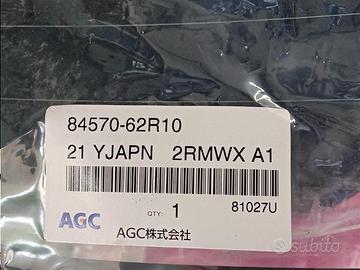 84570-62R10
21 YJAPN 2RMWX A1
AGC
QTY: 1
81027U
AGC株式会社
subito